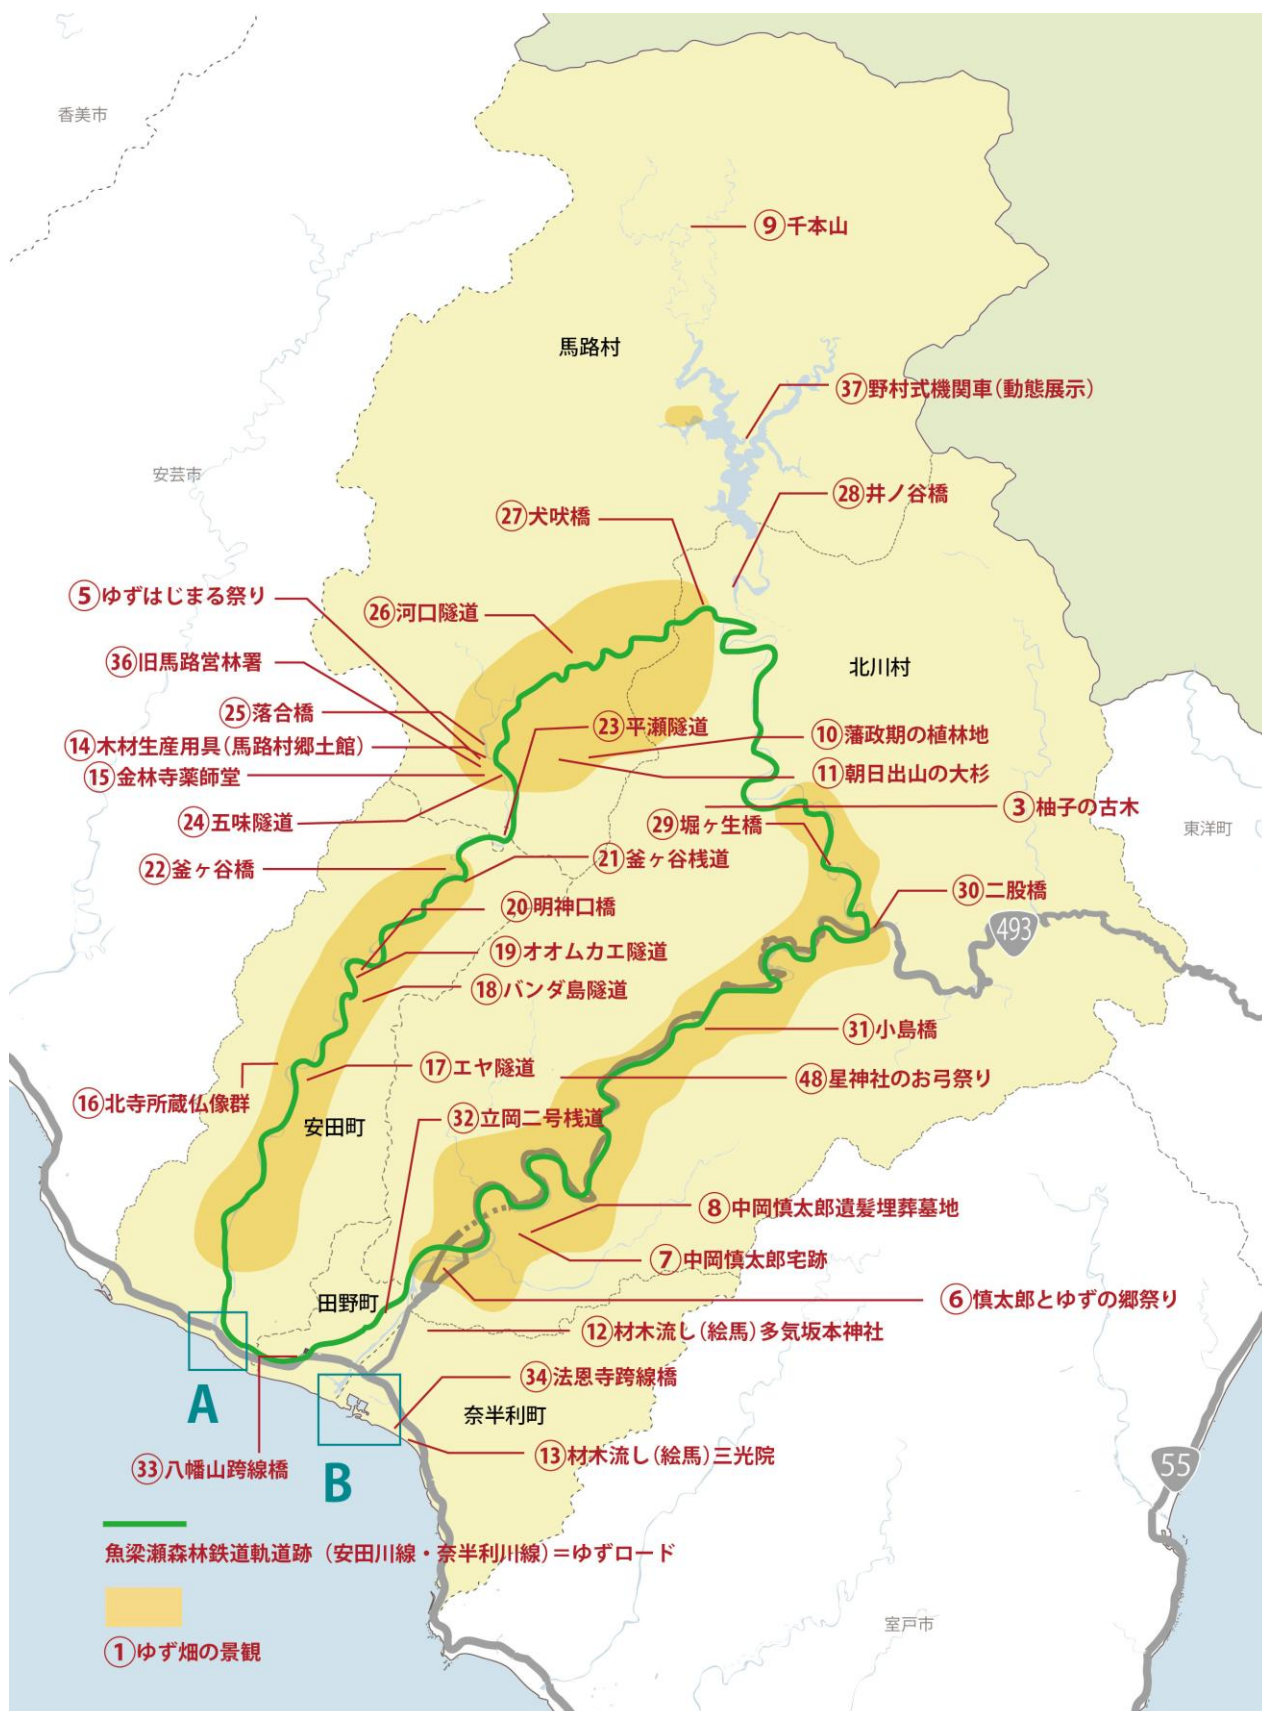 香美市
⑨千本山
馬路村
㊲野村式機関車（動態展示）
安芸市
㉘井ノ谷橋
㉗犬吠橋
⑤ゆずはじまる祭り
㉖河口隧道
㊱旧馬路営林署
北川村
㉕落合橋
㉓平瀬隧道
⑭木材生産用具（馬路村郷土館）
⑩藩政期の植林地
⑮金林寺薬師堂
⑪朝日出山の大杉
③柚子の古木
㉔五味隧道
㉙堀ヶ生橋
東洋町
㉒釜ヶ谷橋
㉑釜ヶ谷桟道
㉚二股橋
⑳明神口橋
493
⑲オオムカエ隧道
⑱バンダ島隧道
㉛小島橋
⑰エヤ隧道
㊽星神社のお弓祭り
⑯北寺所蔵仏像群
㉜立岡二号桟道
安田町
⑧中岡慎太郎遺髪埋葬墓地
⑦中岡慎太郎宅跡
⑥慎太郎とゆずの郷祭り
田野町
⑫材木流し（絵馬）多気坂本神社
㉞法恩寺跨線橋
A
奈半利町
⑬材木流し（絵馬）三光院
㉝八幡山跨線橋
B
55
魚梁瀬森林鉄道軌道跡（安田川線・奈半利川線）＝ゆずロード
室戸市
①ゆず畑の景観